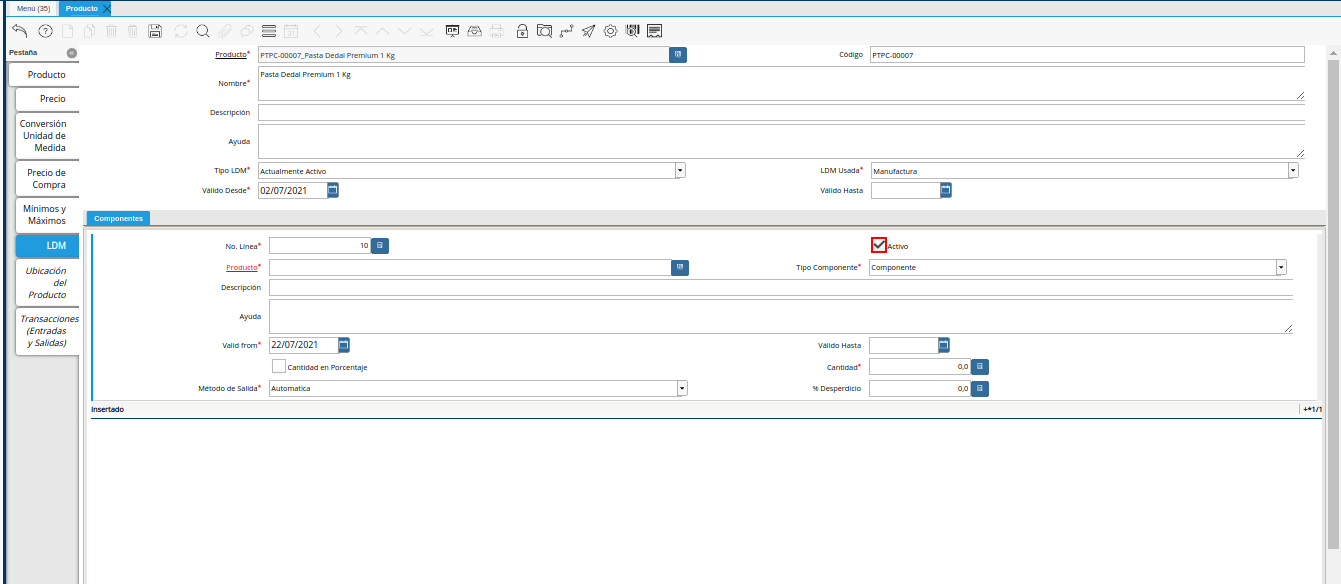 Menú (35) Producto
Pestaña
Producto
Precio
Conversión
Unidad de
Medida
Precio de
Compra
Mínimos y
Máximos
LDM
Ubicación
del
Producto
Transacciones
(Entradas
y Salidas)
Producto* PTPC-00007_Pasta Dedal Premium 1 Kg Código PTPC-00007
Nombre* Pasta Dedal Premium 1 Kg
Descripción
Ayuda
Tipo LDM* Actualmente Activo LDM Usada* Manufactura
Válido Desde* 02/07/2021 Válido Hasta
Componentes
No. Línea* 10 Activo
Producto* Tipo Componente* Componente
Descripción
Ayuda
Valid from* 22/07/2021 Válido Hasta
Cantidad en Porcentaje Cantidad* 0,0
Método de Salida* Automatica % Desperdicio 0,0
Insertado +*1/1